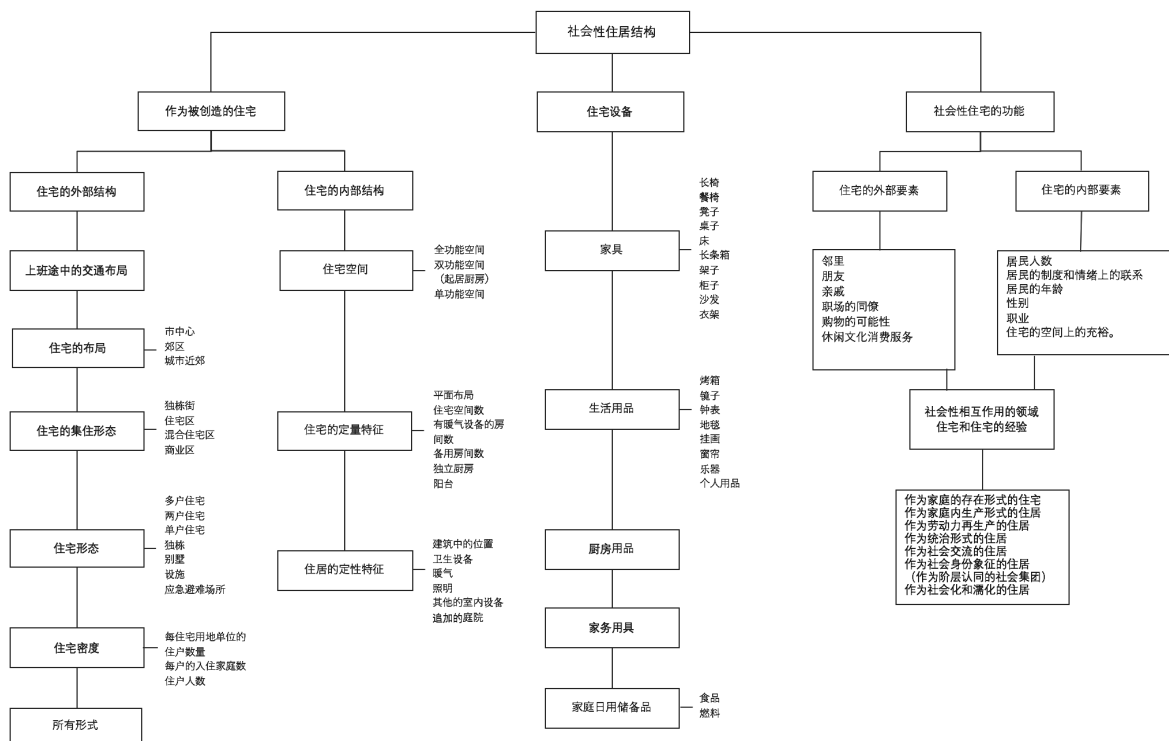 社会性住居结构
作为被创造的住宅
住宅的外部结构
上班途中的交通布局
住宅的布局
市中心
郊区
城市近郊
住宅的集住形态
独栋街
住宅区
混合住宅区
商业区
住宅形态
多户住宅
两户住宅
单户住宅
独栋
别墅
设施
应急避难场所
住宅密度
每住宅用地单位的
住户数量
每户的入住家庭数
住户人数
所有形式
住宅的内部结构
住宅空间
全功能空间
双功能空间
（起居厨房）
单功能空间
住宅的定量特征
平面布局
住宅空间数
有暖气设备的房
间数
备用房间数
独立厨房
阳台
住居的定性特征
建筑中的位置
卫生设备
暖气
照明
其他的室内设备
追加的庭院
住宅设备
家具
长椅
餐椅
凳子
桌子
床
长条箱
架子
柜子
沙发
衣架
生活用品
烤箱
镜子
钟表
地毯
挂画
窗帘
乐器
个人用品
厨房用品
家务用具
家庭日用储备品
食品
燃料
社会性住宅的功能
住宅的外部要素
邻里
朋友
亲戚
职场的同僚
购物的可能性
休闲文化消费服务
住宅的内部要素
居民人数
居民的制度和情绪上的联系
居民的年龄
性别
职业
住宅的空间上的充裕。
社会性相互作用的领域
住宅和住宅的经验
作为家庭的存在形式的住宅
作为家庭内生产形式的住居
作为劳动力再生产的住居
作为统治形式的住居
作为社会交流的住居
作为社会身份象征的住居
（作为阶层认同的社会集团）
作为社会化和濡化的住居